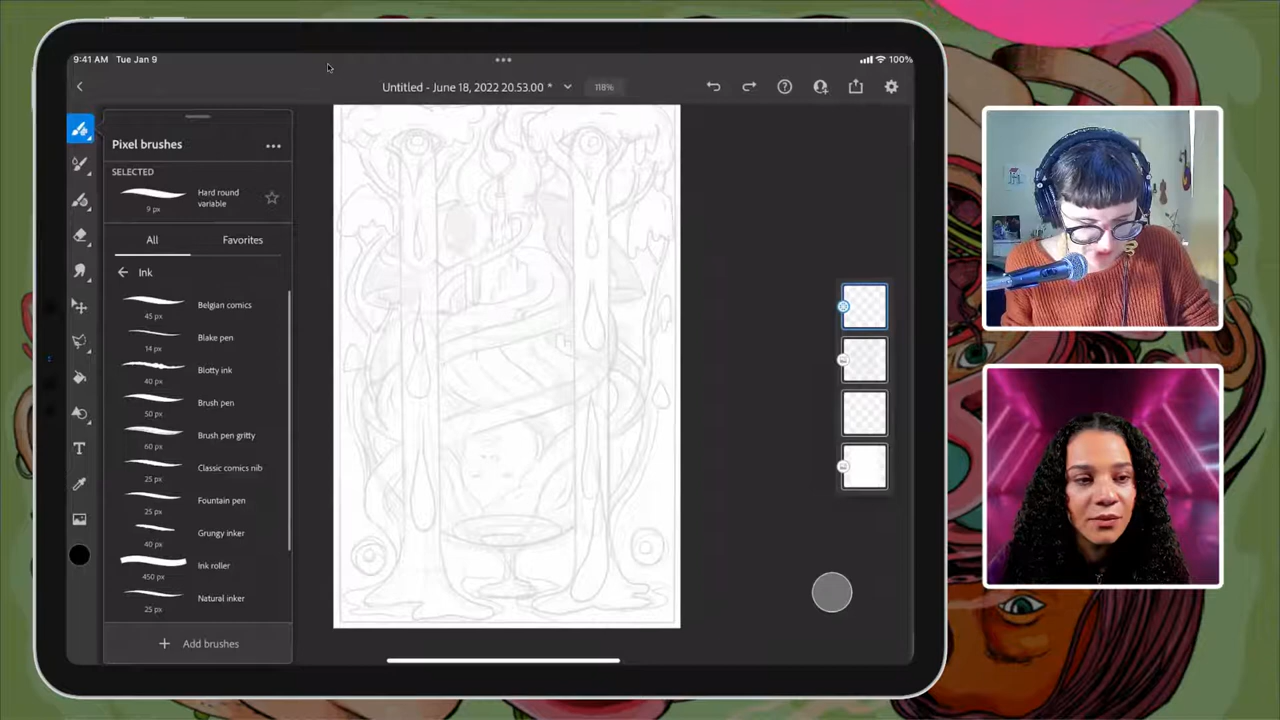 9:41 AM Tue Jan 9
100%
Untitled - June 18, 2022 20.53.00 *
118%
Pixel brushes
SELECTED
Hard round variable
9 px
All
Favorites
Ink
Belgian comics
45 px
Blake pen
14 px
Blotty ink
40 px
Brush pen
50 px
Brush pen gritty
60 px
Classic comics nib
25 px
Fountain pen
25 px
Grungy inker
40 px
Ink roller
450 px
Natural inker
25 px
Add brushes